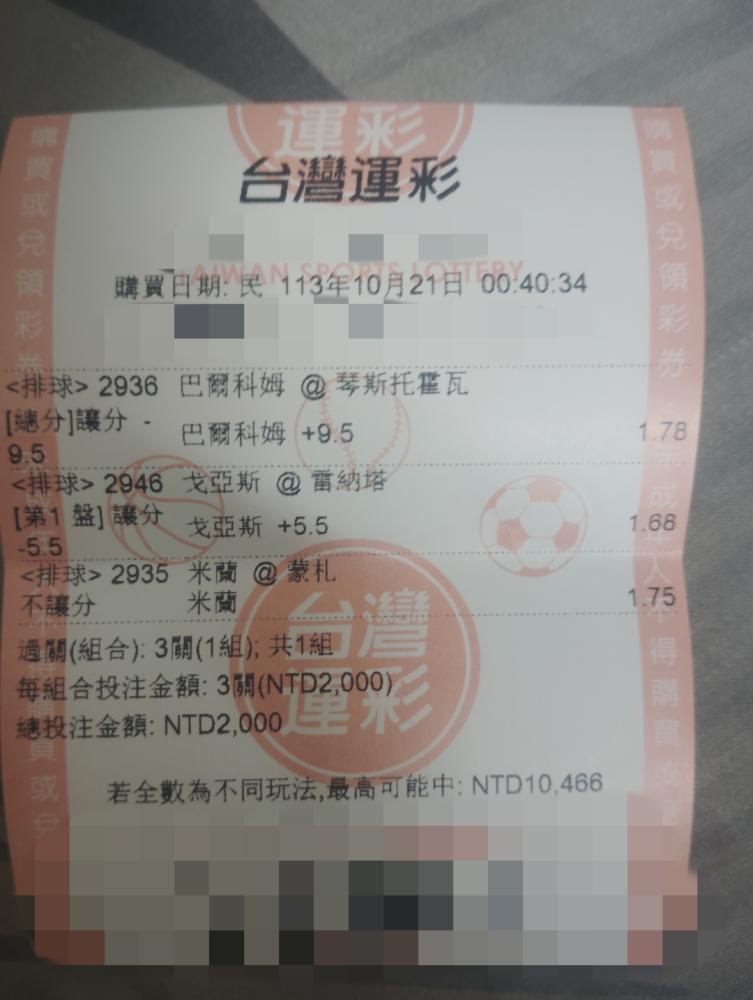 運彩
台灣運彩
TAIWAN SPORTS LOTTERY
購買日期: 民 113年10月21日 00:40:34
<排球> 2936 巴爾科姆 @ 琴斯托霍瓦
[總分]讓分 -9.5 巴爾科姆 +9.5 1.78
<排球> 2946 戈亞斯 @ 雷納塔
[第1 盤] 讓分 -5.5 戈亞斯 +5.5 1.68
<排球> 2935 米蘭 @ 蒙札
不讓分 米蘭 1.75
過關(組合): 3關(1組); 共1組
每組合投注金額: 3關(NTD2,000)
總投注金額: NTD2,000
若全數為不同玩法,最高可能中: NTD10,466
台灣運彩
購買或兌領彩券
購買或兌領彩券
得購買或